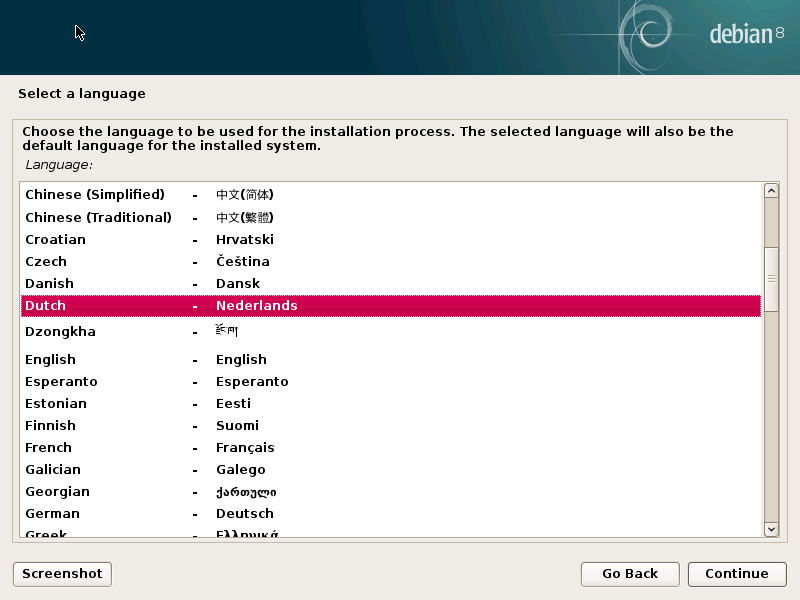 debian 8
Select a language
Choose the language to be used for the installation process. The selected language will also be the
default language for the installed system.
Language:
Chinese (Simplified) - 中文(简体)
Chinese (Traditional) - 中文(繁體)
Croatian - Hrvatski
Czech - Čeština
Danish - Dansk
Dutch - Nederlands
Dzongkha - རྫོང་ཁ།
English - English
Esperanto - Esperanto
Estonian - Eesti
Finnish - Suomi
French - Français
Galician - Galego
Georgian - ქართული
German - Deutsch
Greek - Ελληνικά
Screenshot
Go Back
Continue